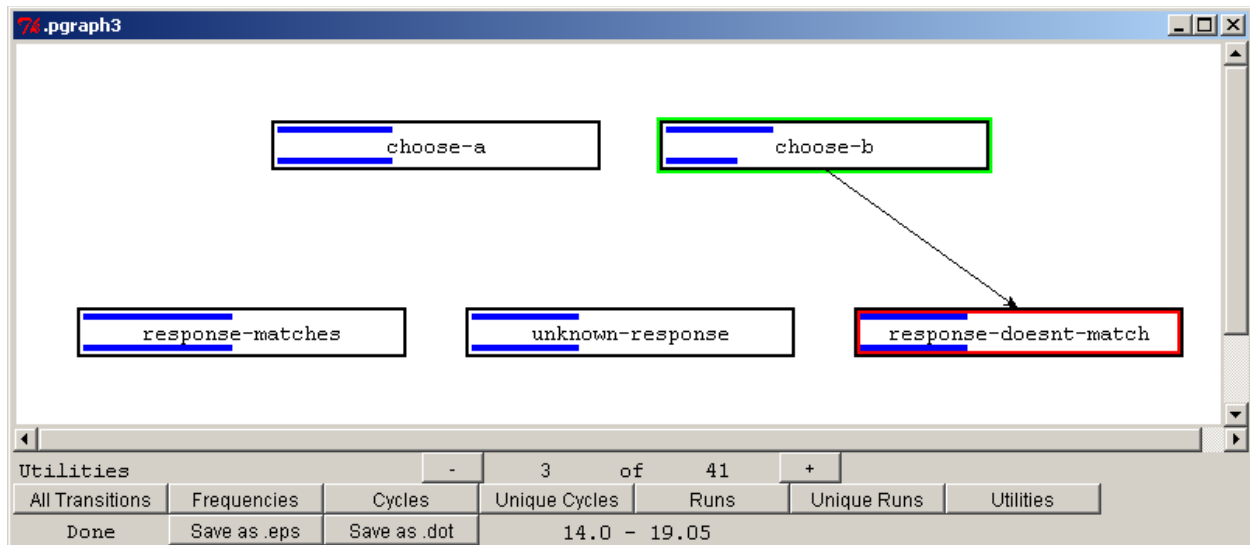 .pgraph3
choose-a choose-b
response-matches unknown-response response-doesnt-match
Utilities - 3 of 41 +
All Transitions Frequencies Cycles Unique Cycles Runs Unique Runs Utilities
Done Save as .eps Save as .dot 14.0 - 19.05